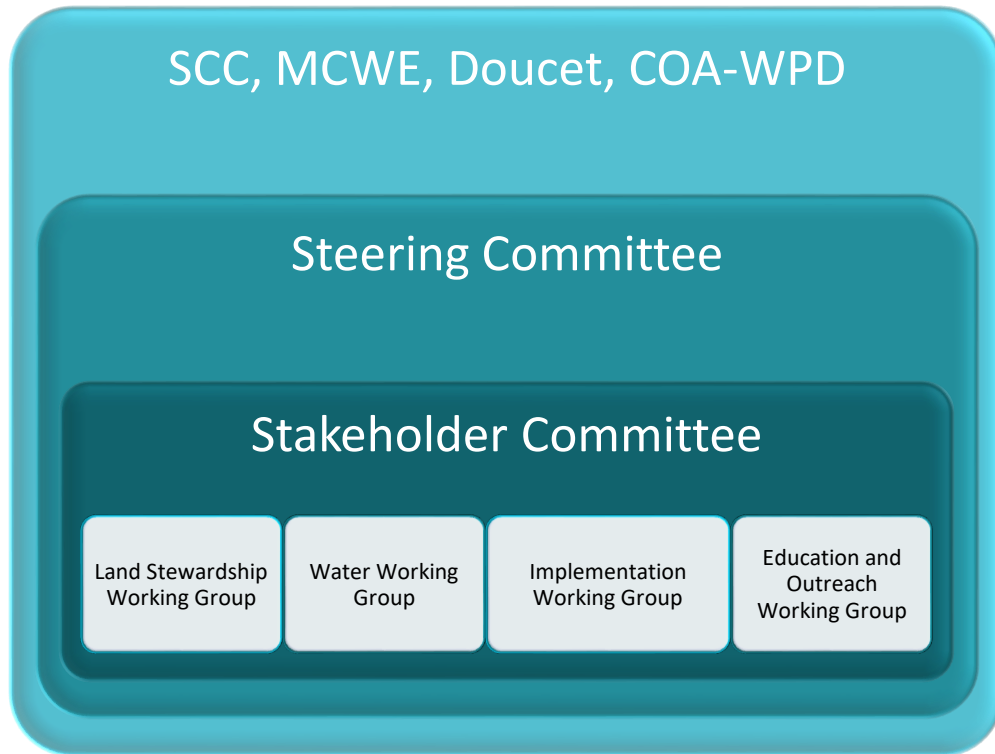 SCC, MCWE, Doucet, COA-WPD
Steering Committee
Stakeholder Committee
Land Stewardship
Working Group
Water Working
Group
Implementation
Working Group
Education and
Outreach
Working Group